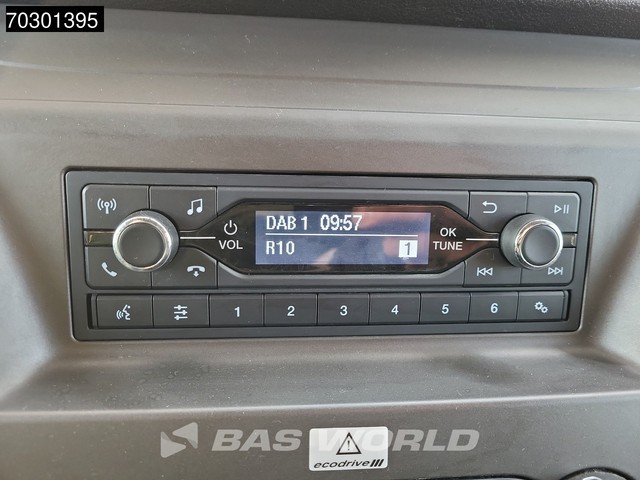 70301395
DAB 1 09:57
R10 1
VOL
OK
TUNE
1 2 3 4 5 6
BAS WORLD
ecodrive